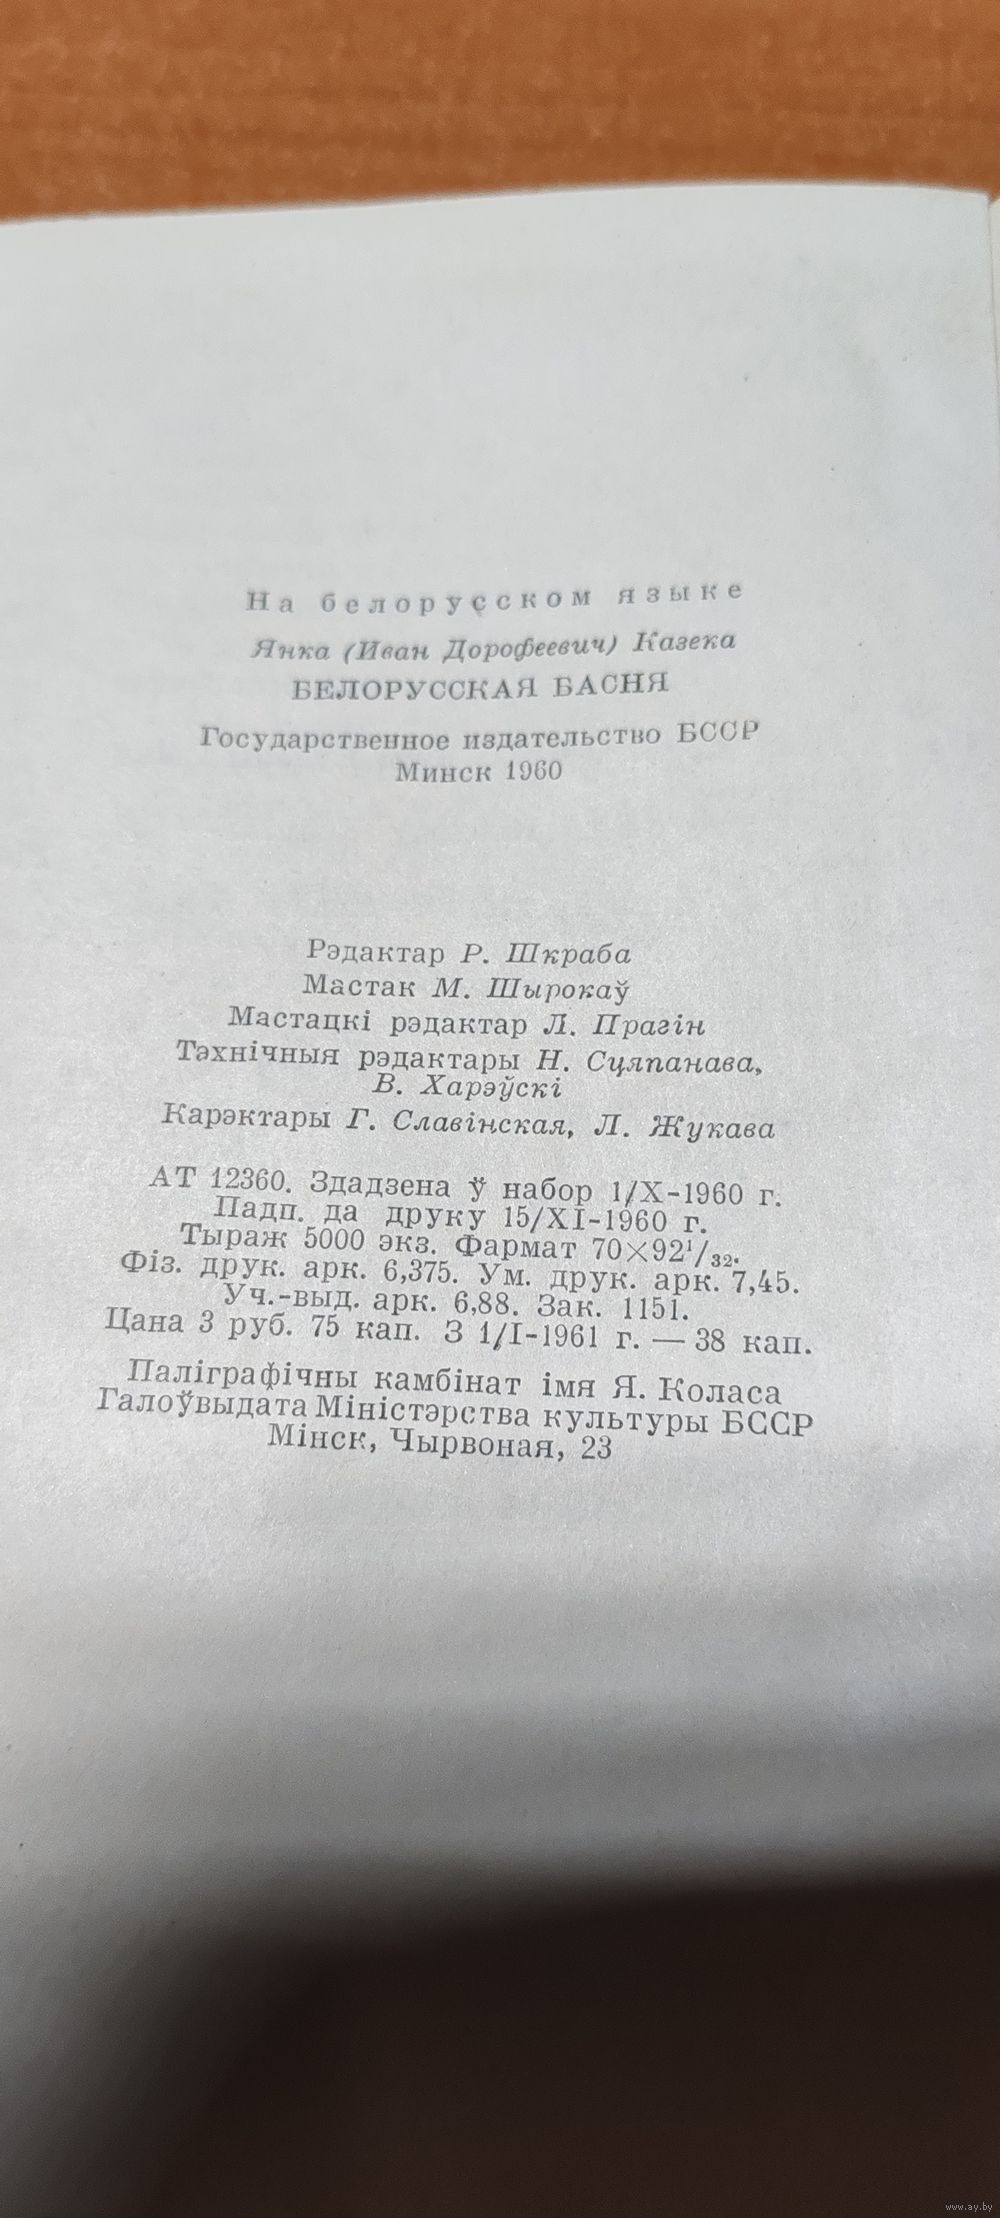 На белорусском языке
Янка (Иван Дорофеевич) Казека
БЕЛОРУССКАЯ БАСНЯ
Государственное издательство БССР
Минск 1960
Рэдактар Р. Шкраба
Мастак М. Шырокаў
Мастацкі рэдактар Л. Прагін
Тэхнічныя рэдактары Н. Сцяпанава,
В. Харэўскі
Карэктары Г. Славінская, Л. Жукава
АТ 12360. Здадзена ў набор 1/X-1960 г.
Падп. да друку 15/XI-1960 г.
Тыраж 5000 экз. Фармат 70×92¹/₃₂.
Фіз. друк. арк. 6,375. Ум. друк. арк. 7,45.
Уч.-выд. арк. 6,88. Зак. 1151.
Цана 3 руб. 75 кап. З 1/I-1961 г. — 38 кап.
Паліграфічны камбінат імя Я. Коласа
Галоўвыдата Міністэрства культуры БССР
Мінск, Чырвоная, 23
www.ay.by